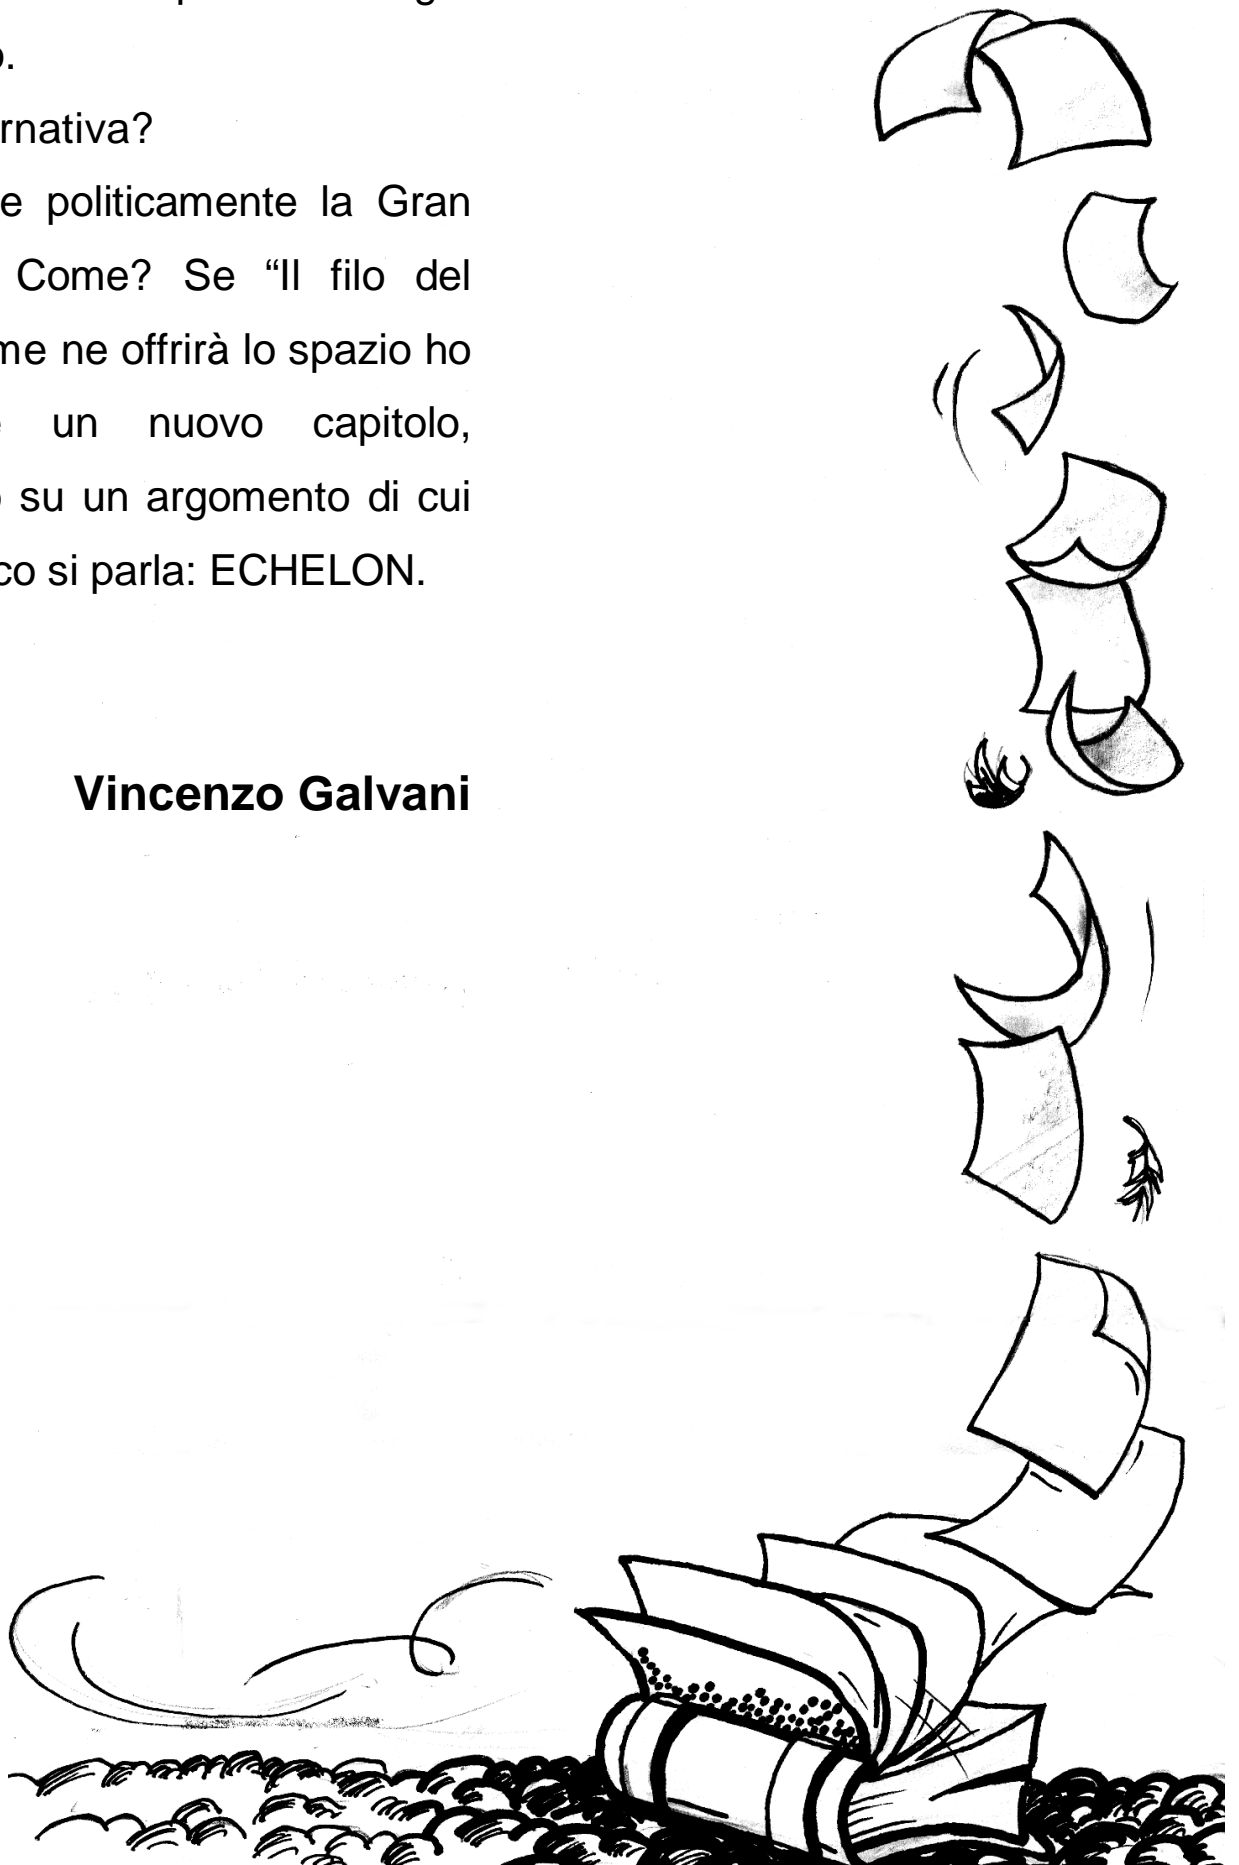 rnativa?
e politicamente la Gran
Come? Se “Il filo del
me ne offrirà lo spazio ho
un nuovo capitolo,
su un argomento di cui
co si parla: ECHELON.
Vincenzo Galvani